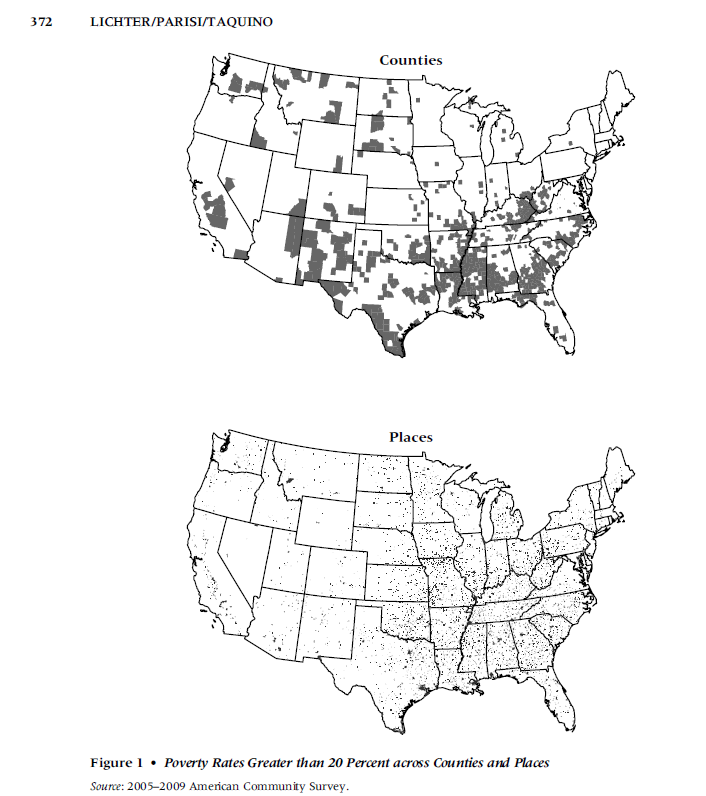 372 LICHTER/PARISI/TAQUINO
Counties
Places
Figure 1 • Poverty Rates Greater than 20 Percent across Counties and Places
Source: 2005–2009 American Community Survey.